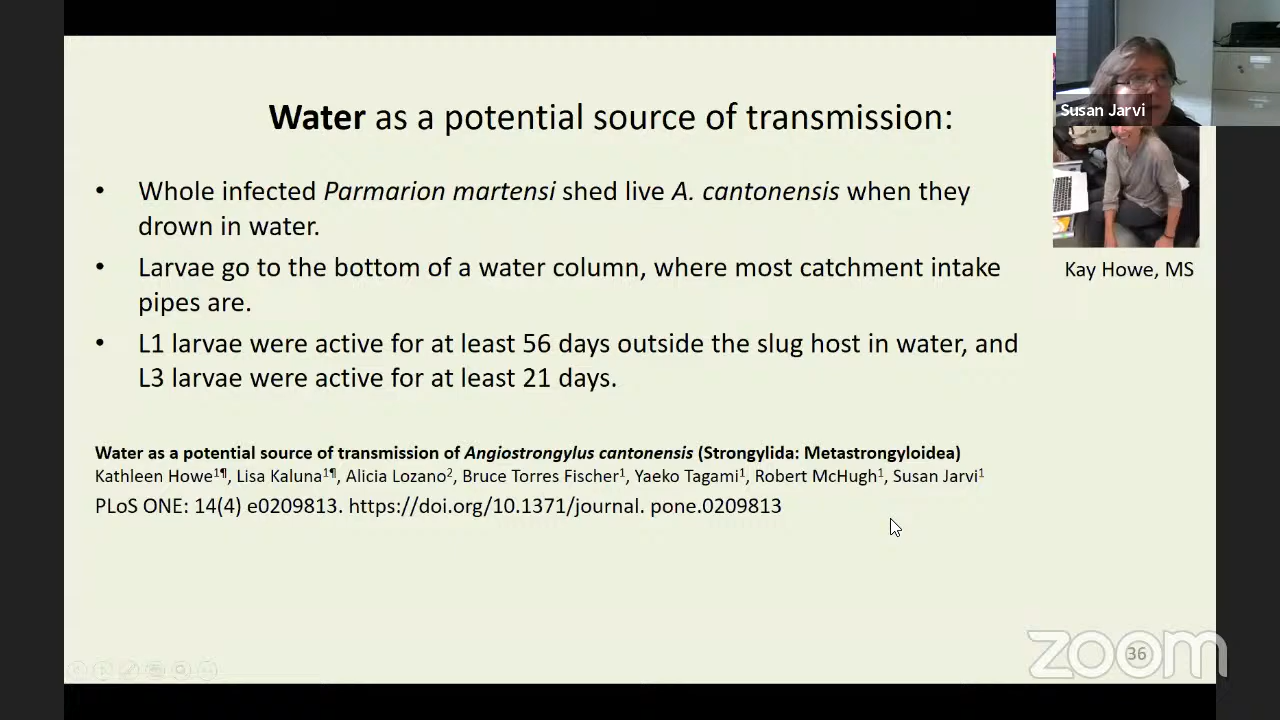 Susan Jarvi
Water as a potential source of transmission:
• Whole infected Parmarion martensi shed live A. cantonensis when they
drown in water.
• Larvae go to the bottom of a water column, where most catchment intake
pipes are.
• L1 larvae were active for at least 56 days outside the slug host in water, and
L3 larvae were active for at least 21 days.
Kay Howe, MS
Water as a potential source of transmission of Angiostrongylus cantonensis (Strongylida: Metastrongyloidea)
Kathleen Howe¹¶, Lisa Kaluna¹¶, Alicia Lozano², Bruce Torres Fischer¹, Yaeko Tagami¹, Robert McHugh¹, Susan Jarvi¹
PLoS ONE: 14(4) e0209813. https://doi.org/10.1371/journal. pone.0209813
zoom
36